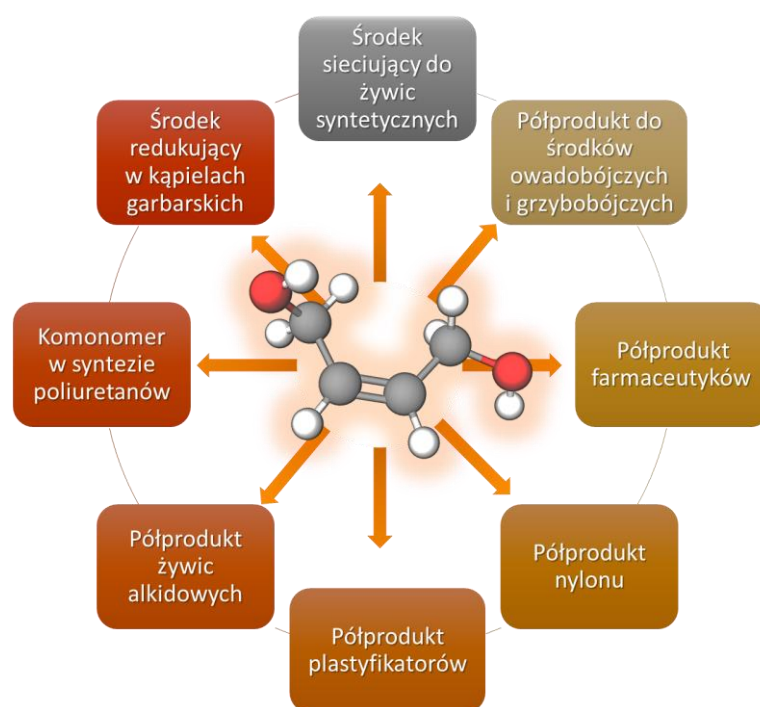 Środek
sieciujący do
żywic
syntetycznych
Półprodukt do
środków
owadobójczych
i grzybobójczych
Półprodukt
farmaceutyków
Półprodukt
nylonu
Półprodukt
plastyfikatorów
Półprodukt
żywic
alkidowych
Komonomer
w syntezie
poliuretanów
Środek
redukujący
w kąpielach
garbarskich